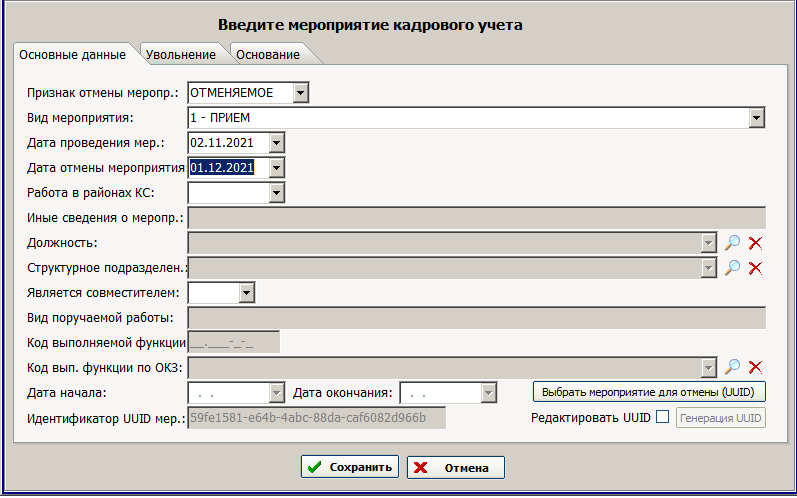 Введите мероприятие кадрового учета
Основные данные Увольнение Основание
Признак отмены меропр.: ОТМЕНЯЕМОЕ
Вид мероприятия: 1 - ПРИЕМ
Дата проведения мер.: 02.11.2021
Дата отмены мероприятия 01.12.2021
Работа в районах КС:
Иные сведения о меропр.:
Должность:
Структурное подразделен.:
Является совместителем:
Вид поручаемой работы:
Код выполняемой функции __.___-_-_
Код вып. функции по ОКЗ:
Дата начала: . . Дата окончания: . . Выбрать мероприятие для отмены (UUID)
Идентификатор UUID мер.: 59fe1581-e64b-4abc-88da-caf6082d966b Редактировать UUID Генерация UUID
Сохранить Отмена